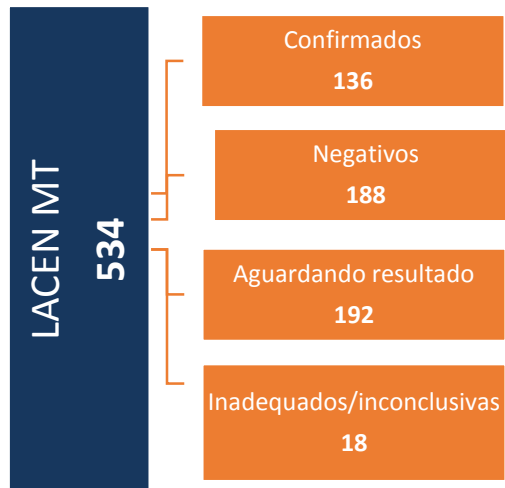 LACEN MT
534
Confirmados
136
Negativos
188
Aguardando resultado
192
Inadequados/inconclusivas
18